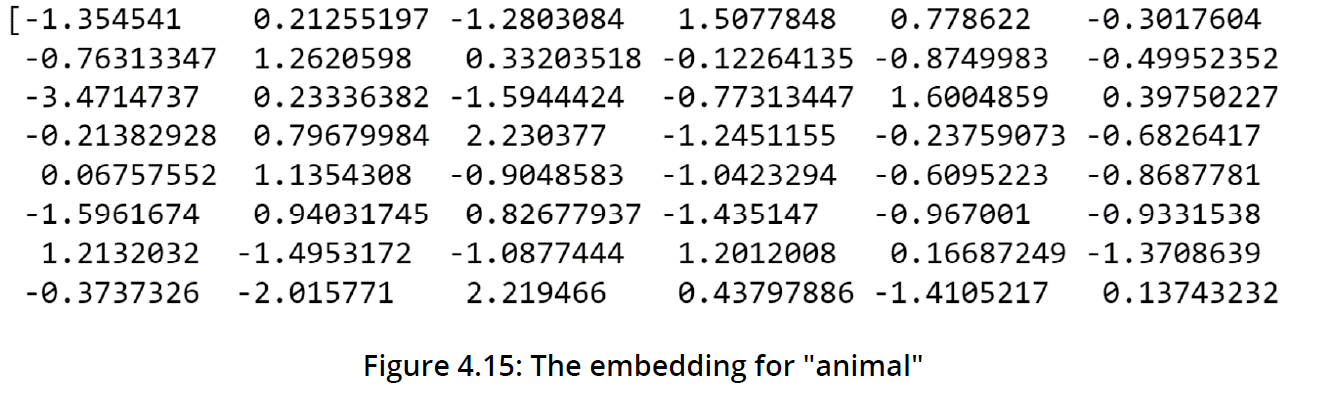 [-1.354541 0.21255197 -1.2803084 1.5077848 0.778622 -0.3017604
-0.76313347 1.2620598 0.33203518 -0.12264135 -0.8749983 -0.49952352
-3.4714737 0.23336382 -1.5944424 -0.77313447 1.6004859 0.39750227
-0.21382928 0.79679984 2.230377 -1.2451155 -0.23759073 -0.6826417
0.06757552 1.1354308 -0.9048583 -1.0423294 -0.6095223 -0.8687781
-1.5961674 0.94031745 0.82677937 -1.435147 -0.967001 -0.9331538
1.2132032 -1.4953172 -1.0877444 1.2012008 0.16687249 -1.3708639
-0.3737326 -2.015771 2.219466 0.43797886 -1.4105217 0.13743232
Figure 4.15: The embedding for "animal"